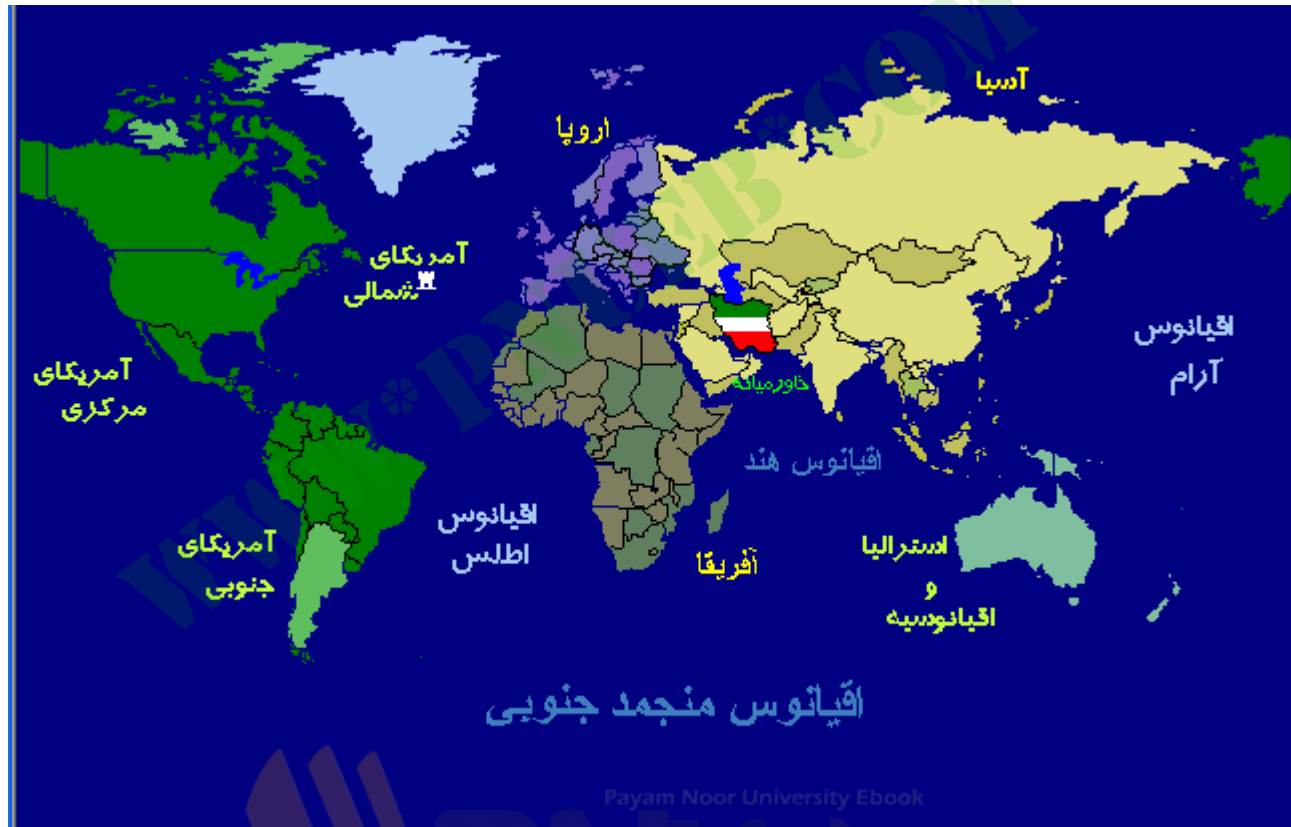 آسیا
اروپا
آمریکای
شمالی
اقیانوس
آرام
آمریکای
مرکزی
خاورمیانه
اقیانوس هند
اقیانوس
اطلس
آمریکای
جنوبی
آفریقا
استرالیا
و
اقیانوسیه
اقیانوس منجمد جنوبی
Payam Noor University Ebook